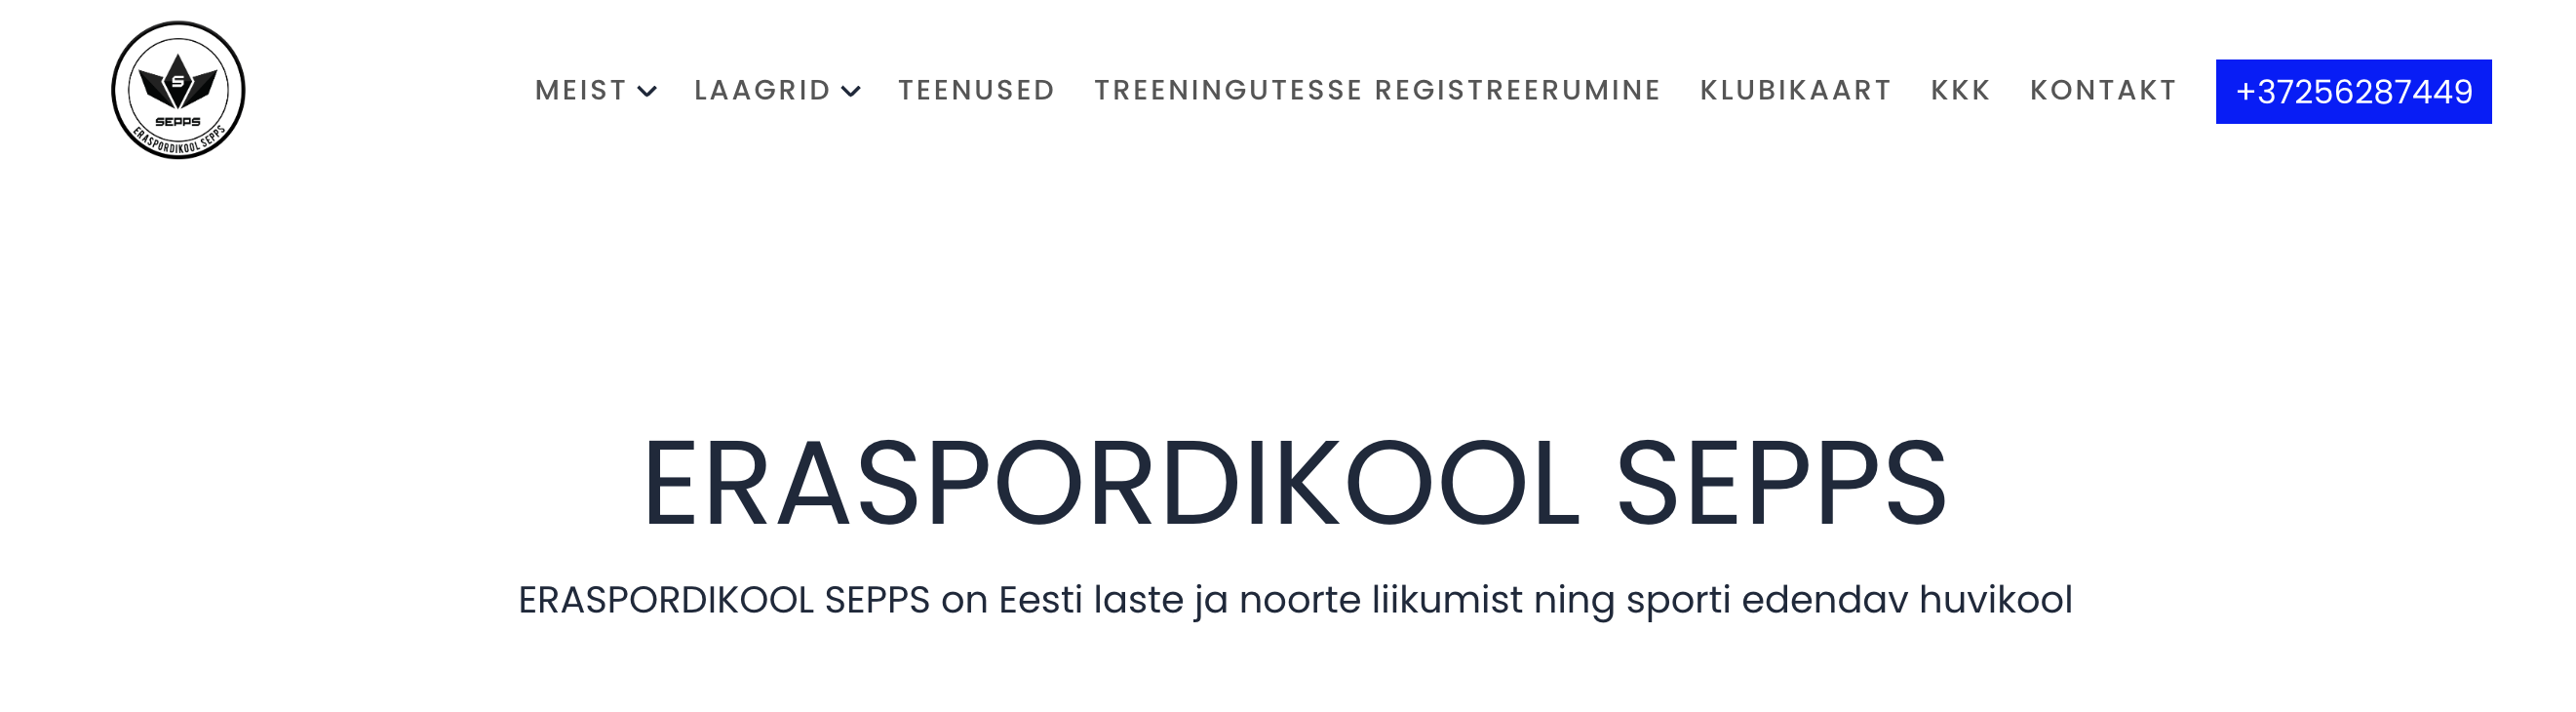 S
SEPPS
ERASPORDIKOOL SEPPS
MEIST LAAGRID TEENUSED TREENINGUTESSE REGISTREERUMINE KLUBIKAART KKK KONTAKT +37256287449
ERASPORDIKOOL SEPPS
ERASPORDIKOOL SEPPS on Eesti laste ja noorte liikumist ning sporti edendav huvikool